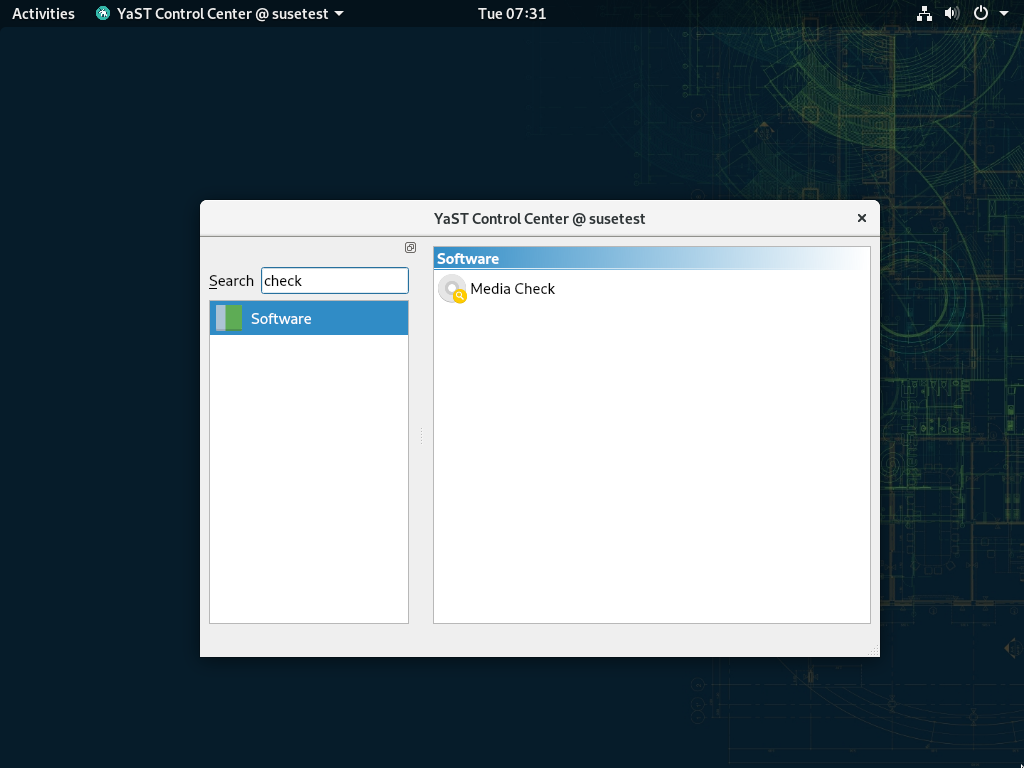 Activities YaST Control Center @ susetest Tue 07:31
YaST Control Center @ susetest
Search check
Software
Software
Media Check